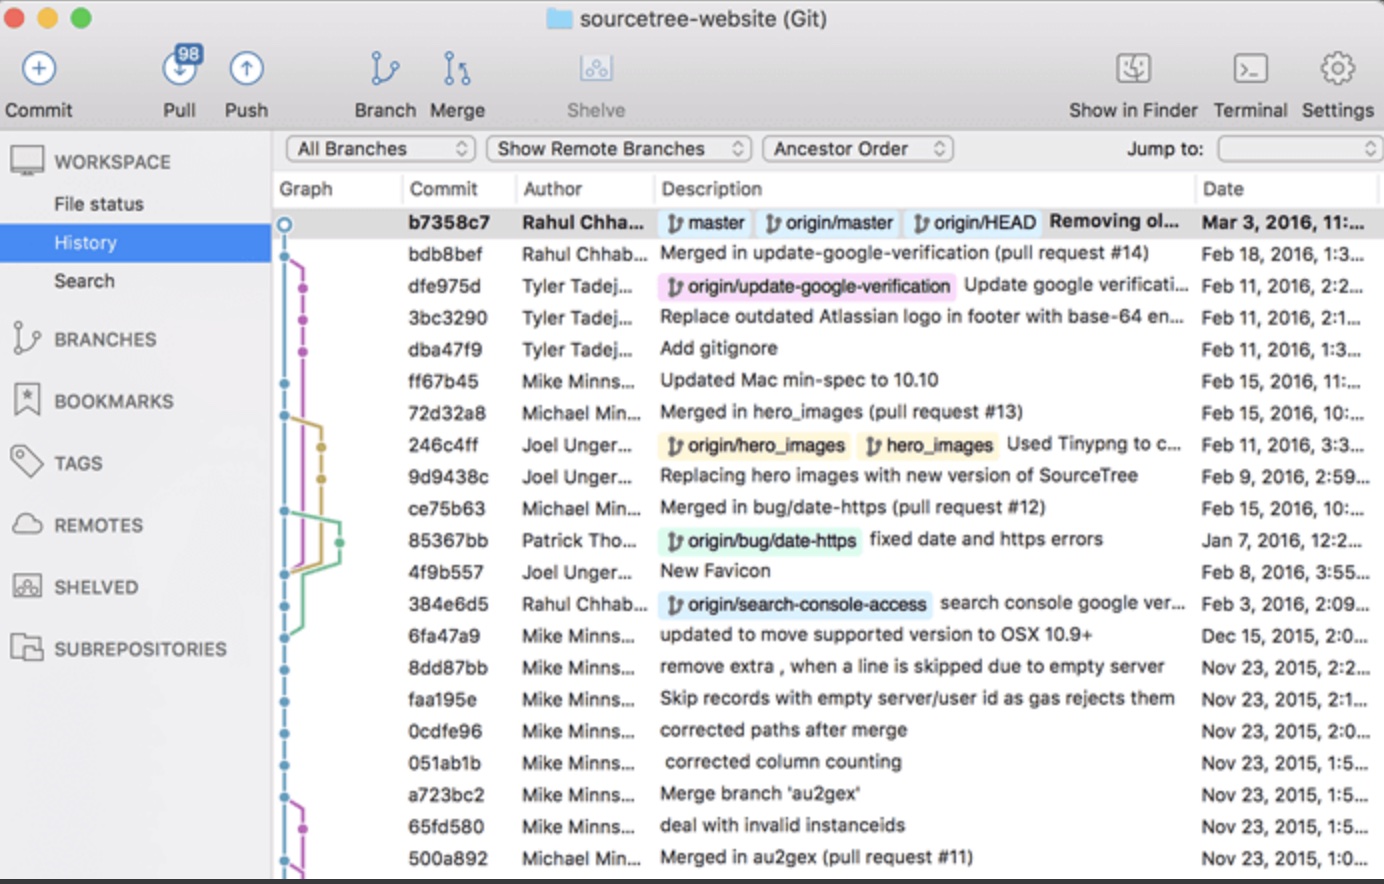 sourcetree-website (Git)
98
Commit Pull Push Branch Merge Shelve Show in Finder Terminal Settings
All Branches Show Remote Branches Ancestor Order Jump to:
WORKSPACE
File status
History
Search
BRANCHES
BOOKMARKS
TAGS
REMOTES
SHELVED
SUBREPOSITORIES
Graph Commit Author Description Date
b7358c7 Rahul Chha... master origin/master origin/HEAD Removing ol... Mar 3, 2016, 11:...
bdb8bef Rahul Chhab... Merged in update-google-verification (pull request #14) Feb 18, 2016, 1:3...
dfe975d Tyler Tadej... origin/update-google-verification Update google verificati... Feb 11, 2016, 2:2...
3bc3290 Tyler Tadej... Replace outdated Atlassian logo in footer with base-64 en... Feb 11, 2016, 2:1...
dba47f9 Tyler Tadej... Add gitignore Feb 11, 2016, 1:3...
ff67b45 Mike Minns... Updated Mac min-spec to 10.10 Feb 15, 2016, 11:...
72d32a8 Michael Min... Merged in hero_images (pull request #13) Feb 15, 2016, 10:...
246c4ff Joel Unger... origin/hero_images hero_images Used Tinypng to c... Feb 11, 2016, 3:3...
9d9438c Joel Unger... Replacing hero images with new version of SourceTree Feb 9, 2016, 2:59...
ce75b63 Michael Min... Merged in bug/date-https (pull request #12) Feb 15, 2016, 10:...
85367bb Patrick Tho... origin/bug/date-https fixed date and https errors Jan 7, 2016, 12:2...
4f9b557 Joel Unger... New Favicon Feb 8, 2016, 3:55...
384e6d5 Rahul Chhab... origin/search-console-access search console google ver... Feb 3, 2016, 2:09...
6fa47a9 Mike Minns... updated to move supported version to OSX 10.9+ Dec 15, 2015, 2:0...
8dd87bb Mike Minns... remove extra , when a line is skipped due to empty server Nov 23, 2015, 2:2...
faa195e Mike Minns... Skip records with empty server/user id as gas rejects them Nov 23, 2015, 2:1...
0cdfe96 Mike Minns... corrected paths after merge Nov 23, 2015, 2:0...
051ab1b Mike Minns... corrected column counting Nov 23, 2015, 1:5...
a723bc2 Mike Minns... Merge branch 'au2gex' Nov 23, 2015, 1:5...
65fd580 Mike Minns... deal with invalid instanceids Nov 23, 2015, 1:5...
500a892 Michael Min... Merged in au2gex (pull request #11) Nov 23, 2015, 1:0...